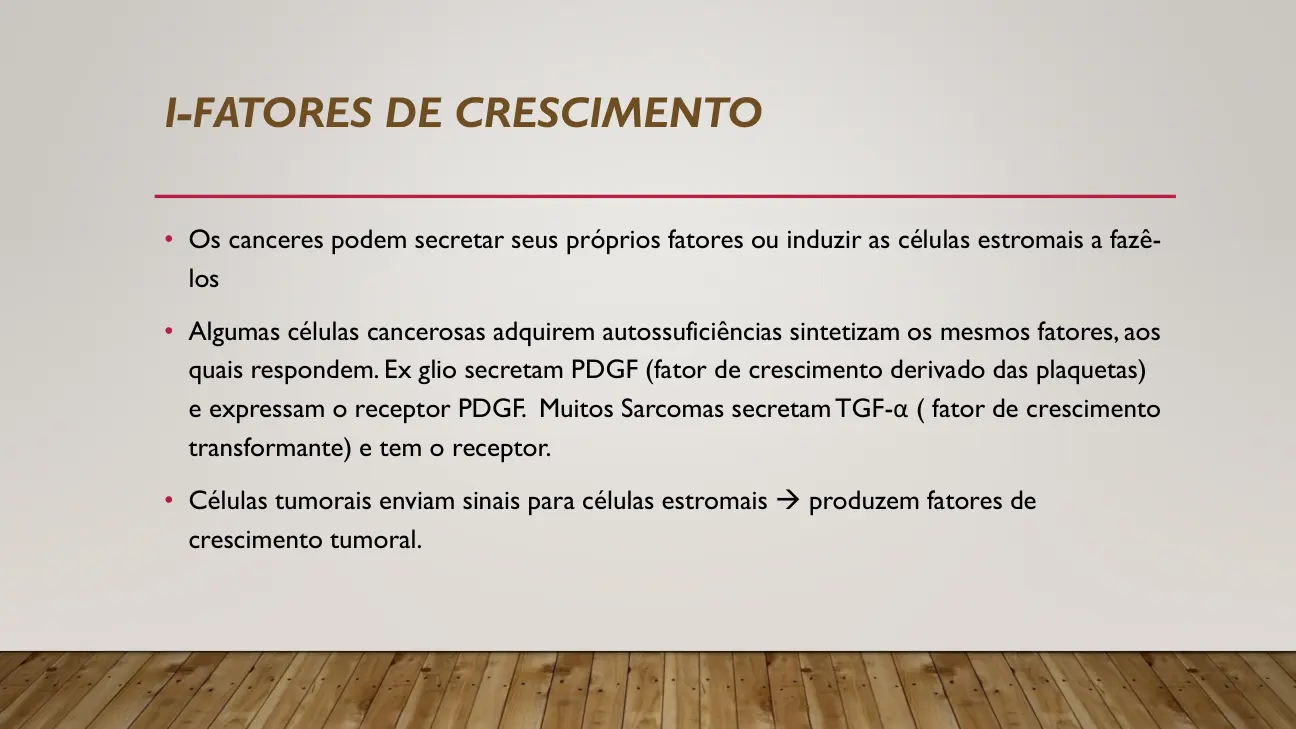 I-FATORES DE CRESCIMENTO
• Os canceres podem secretar seus próprios fatores ou induzir as células estromais a fazê-
los
• Algumas células cancerosas adquirem autossuficiências sintetizam os mesmos fatores, aos
quais respondem. Ex glio secretam PDGF (fator de crescimento derivado das plaquetas)
e expressam o receptor PDGF.  Muitos Sarcomas secretam TGF-α ( fator de crescimento
transformante) e tem o receptor.
• Células tumorais enviam sinais para células estromais → produzem fatores de
crescimento tumoral.